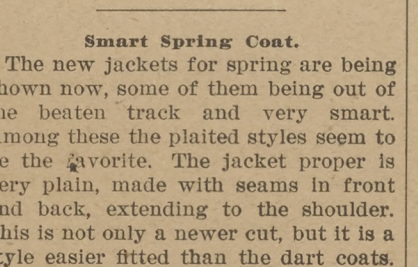 Smart Spring Coat.
The new jackets for spring are being
hown now, some of them being out of
he beaten track and very smart.
among these the plaited styles seem to
e the favorite. The jacket proper is
ery plain, made with seams in front
nd back, extending to the shoulder.
his is not only a newer cut, but it is a
tyle easier fitted than the dart coats.